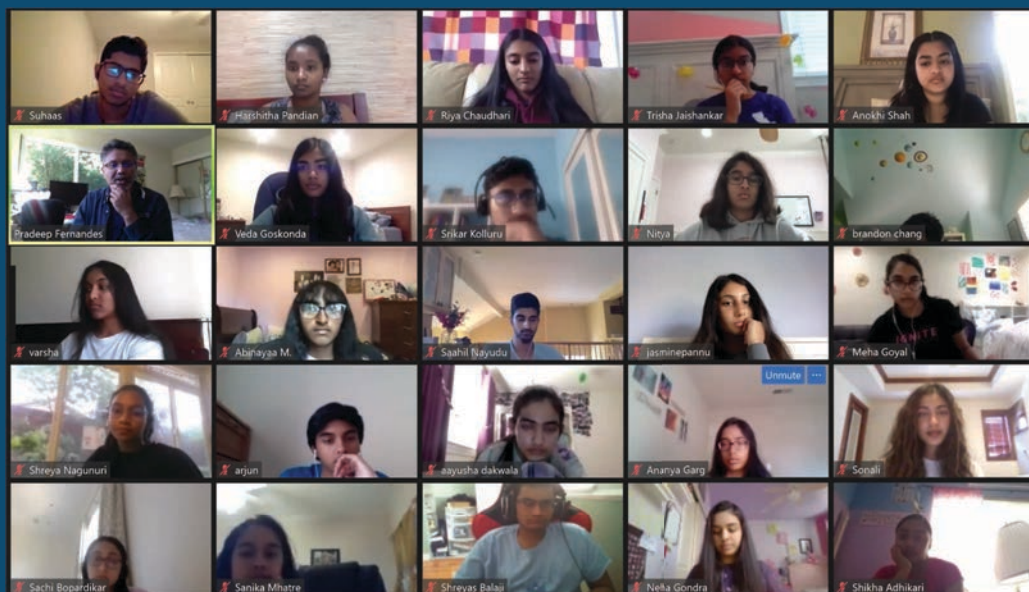 Suhaas
Harshitha Pandian
Riya Chaudhari
Trisha Jaishankar
Anokhi Shah
Pradeep Fernandes
Veda Goskonda
Srikar Kolluru
Nitya
brandon chang
varsha
Abinayaa M.
Saahil Nayudu
jasminepannu
Meha Goyal
IGNITE
Unmute ...
Shreya Nagunuri
arjun
aayusha dakwala
Ananya Garg
Sonali
Sachi Bopardikar
Sanika Mhatre
Shreyas Balaji
Neha Gondra
Shikha Adhikari